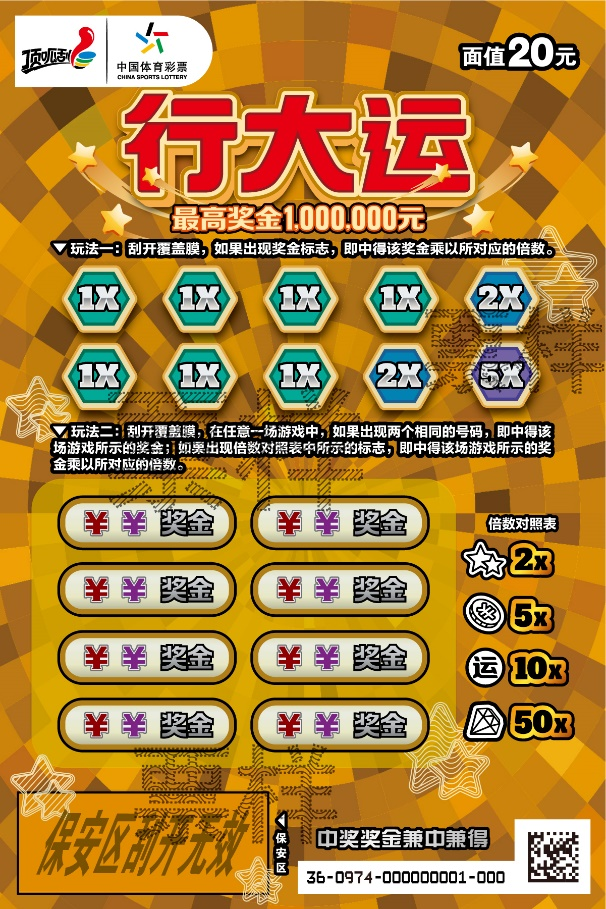 顶呱刮
中国体育彩票
CHINA SPORTS LOTTERY
面值20元
行大运
最高奖金1,000,000元
▼玩法一：刮开覆盖膜，如果出现奖金标志，即中得该奖金乘以所对应的倍数。
1X 1X 1X 1X 2X
1X 1X 1X 2X 5X
▼玩法二：刮开覆盖膜，在任意一场游戏中，如果出现两个相同的号码，即中得该
场游戏所示的奖金；如果出现倍数对照表中所示的标志，即中得该场游戏所示的奖
金乘以所对应的倍数。
¥ ¥ 奖金 ¥ ¥ 奖金
¥ ¥ 奖金 ¥ ¥ 奖金
¥ ¥ 奖金 ¥ ¥ 奖金
¥ ¥ 奖金 ¥ ¥ 奖金
倍数对照表
2X
5X
运 10X
50X
票样
票样
票样
保安区刮开无效
◀保安区
中奖奖金兼中兼得
36-0974-000000001-000